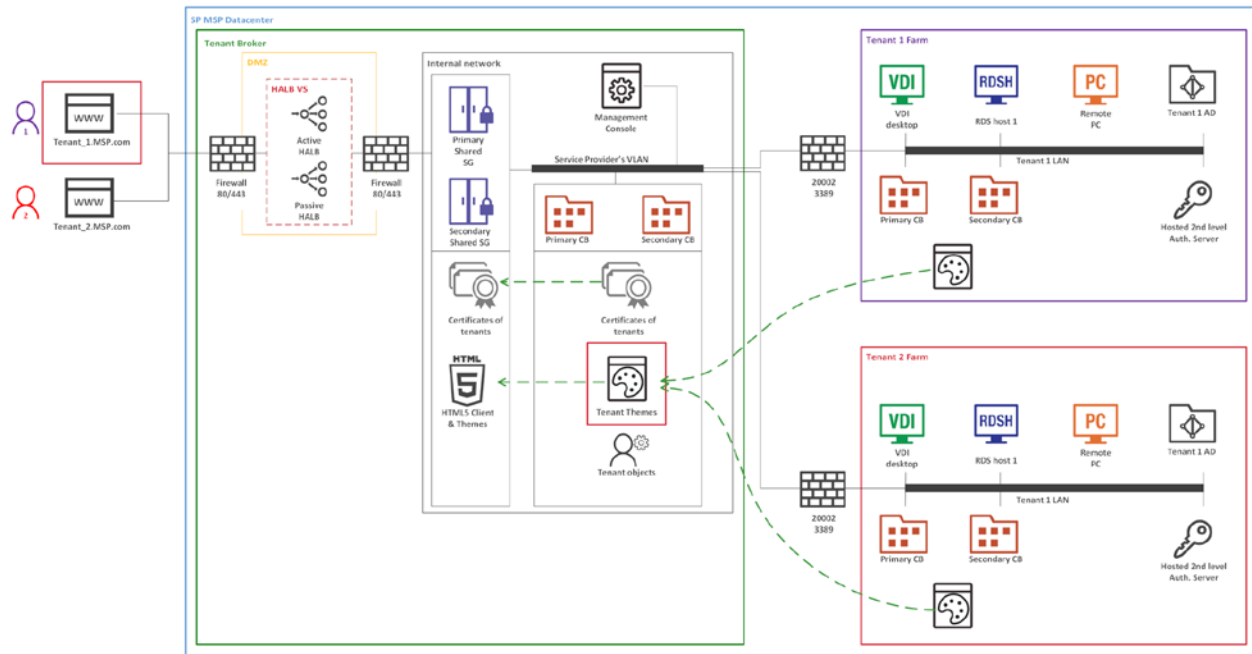 SP MSP Datacenter
Tenant Broker
DMZ
HALB VS
Active
HALB
Passive
HALB
1
WWW
Tenant_1.MSP.com
2
WWW
Tenant_2.MSP.com
Firewall
80/443
Firewall
80/443
Internal network
Primary
Shared
SG
Secondary
Shared SG
Management
Console
Service Provider's VLAN
Primary CB
Secondary CB
Certificates of
tenants
Certificates of
tenants
HTML
5
HTML5 Client
& Themes
Tenant Themes
Tenant objects
20002
3389
20002
3389
Tenant 1 Farm
VDI
VDI
desktop
RDSH
RDS host 1
PC
Remote
PC
Tenant 1 AD
Tenant 1 LAN
Primary CB
Secondary CB
Hosted 2nd level
Auth. Server
Tenant 2 Farm
VDI
VDI
desktop
RDSH
RDS host 1
PC
Remote
PC
Tenant 1 AD
Tenant 1 LAN
Primary CB
Secondary CB
Hosted 2nd level
Auth. Server